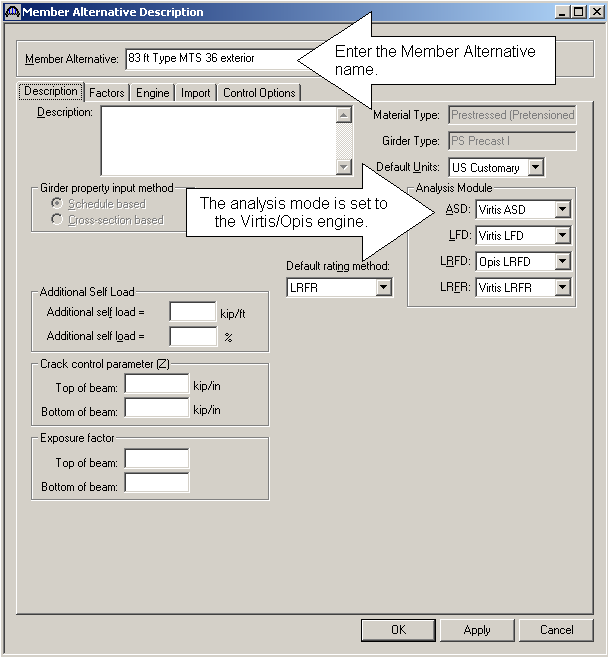 Member Alternative Description
Member Alternative: 83 ft Type MTS 36 exterior
Enter the Member Alternative
name.
Description Factors Engine Import Control Options
Description:
Material Type: Prestressed (Pretensioned
Girder Type: PS Precast I
Default Units: US Customary
Girder property input method
Schedule based
Cross-section based
The analysis mode is set to
the Virtis/Opis engine.
Analysis Module
ASD: Virtis ASD
LFD: Virtis LFD
LRFD: Opis LRFD
LRFR: Virtis LRFR
Default rating method:
LRFR
Additional Self Load
Additional self load = kip/ft
Additional self load = %
Crack control parameter (Z)
Top of beam: kip/in
Bottom of beam: kip/in
Exposure factor
Top of beam:
Bottom of beam:
OK Apply Cancel